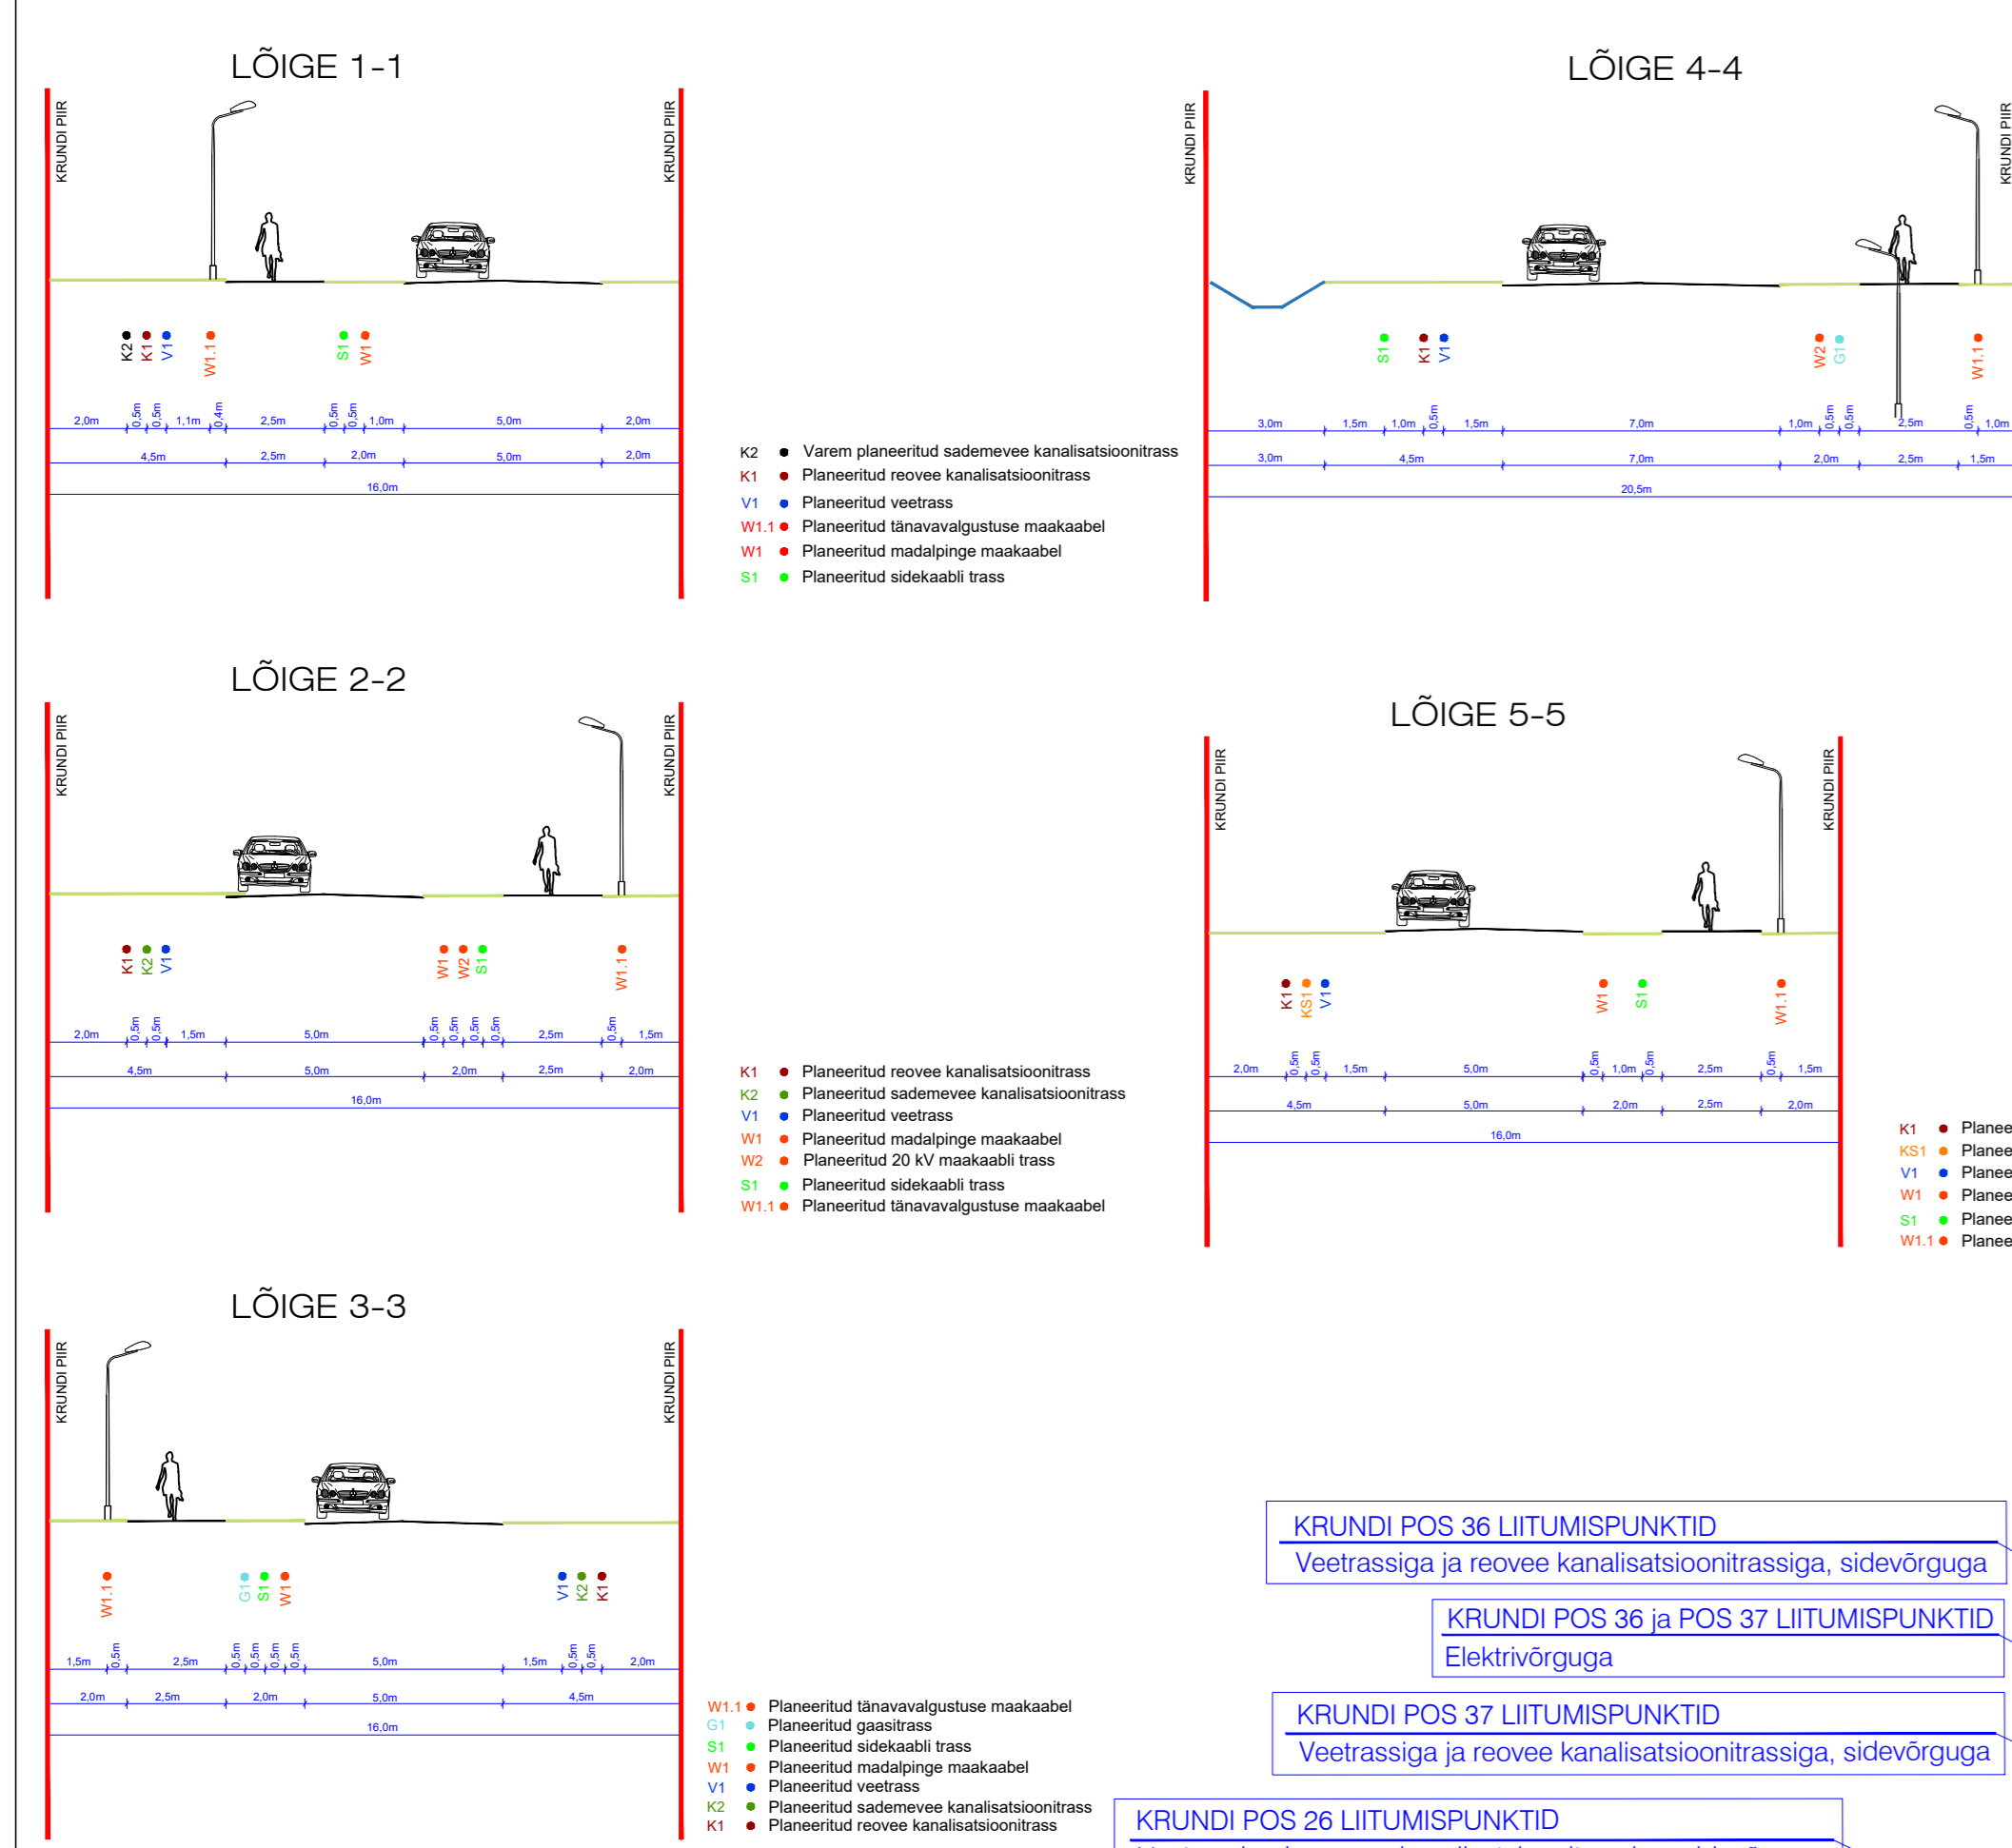 LÕIGE 1-1
KRUNDI PIIR
KRUNDI PIIR
K2
K1
V1
W1.1
S1
W1
2,0m 0,5m 0,5m 1,1m 0,4m 2,5m 0,5m 0,5m 1,0m 5,0m 2,0m
4,5m 2,5m 2,0m 5,0m 2,0m
16,0m
K2 Varem planeeritud sademevee kanalisatsioonitrass
K1 Planeeritud reovee kanalisatsioonitrass
V1 Planeeritud veetrass
W1.1 Planeeritud tänavavalgustuse maakaabel
W1 Planeeritud madalpinge maakaabel
S1 Planeeritud sidekaabli trass
LÕIGE 4-4
KRUNDI PIIR
KRUNDI PIIR
S1
K1
V1
W2
G1
W1.1
3,0m 1,5m 1,0m 0,5m 1,5m 7,0m 1,0m 0,5m 0,5m 2,5m 0,5m 1,0m
3,0m 4,5m 7,0m 2,0m 2,5m 1,5m
20,5m
LÕIGE 2-2
KRUNDI PIIR
KRUNDI PIIR
K1
K2
V1
W1
W2
S1
W1.1
2,0m 0,5m 0,5m 1,5m 5,0m 0,5m 0,5m 0,5m 0,5m 2,5m 0,5m 1,5m
4,5m 5,0m 2,0m 2,5m 2,0m
16,0m
K1 Planeeritud reovee kanalisatsioonitrass
K2 Planeeritud sademevee kanalisatsioonitrass
V1 Planeeritud veetrass
W1 Planeeritud madalpinge maakaabel
W2 Planeeritud 20 kV maakaabli trass
S1 Planeeritud sidekaabli trass
W1.1 Planeeritud tänavavalgustuse maakaabel
LÕIGE 5-5
KRUNDI PIIR
KRUNDI PIIR
K1
KS1
V1
W1
S1
W1.1
2,0m 0,5m 0,5m 1,5m 5,0m 0,5m 1,0m 0,5m 2,5m 0,5m 1,5m
4,5m 5,0m 2,0m 2,5m 2,0m
16,0m
K1 Planee
KS1 Planee
V1 Planee
W1 Planee
S1 Planee
W1.1 Planee
LÕIGE 3-3
KRUNDI PIIR
KRUNDI PIIR
W1.1
G1
S1
W1
V1
K2
K1
1,5m 0,5m 2,5m 0,5m 0,5m 0,5m 0,5m 5,0m 1,5m 0,5m 0,5m 2,0m
2,0m 2,5m 2,0m 5,0m 4,5m
16,0m
W1.1 Planeeritud tänavavalgustuse maakaabel
G1 Planeeritud gaasitrass
S1 Planeeritud sidekaabli trass
W1 Planeeritud madalpinge maakaabel
V1 Planeeritud veetrass
K2 Planeeritud sademevee kanalisatsioonitrass
K1 Planeeritud reovee kanalisatsioonitrass
KRUNDI POS 36 LIITUMISPUNKTID
Veetrassiga ja reovee kanalisatsioonitrassiga, sidevõrguga
KRUNDI POS 36 ja POS 37 LIITUMISPUNKTID
Elektrivõrguga
KRUNDI POS 37 LIITUMISPUNKTID
Veetrassiga ja reovee kanalisatsioonitrassiga, sidevõrguga
KRUNDI POS 26 LIITUMISPUNKTID